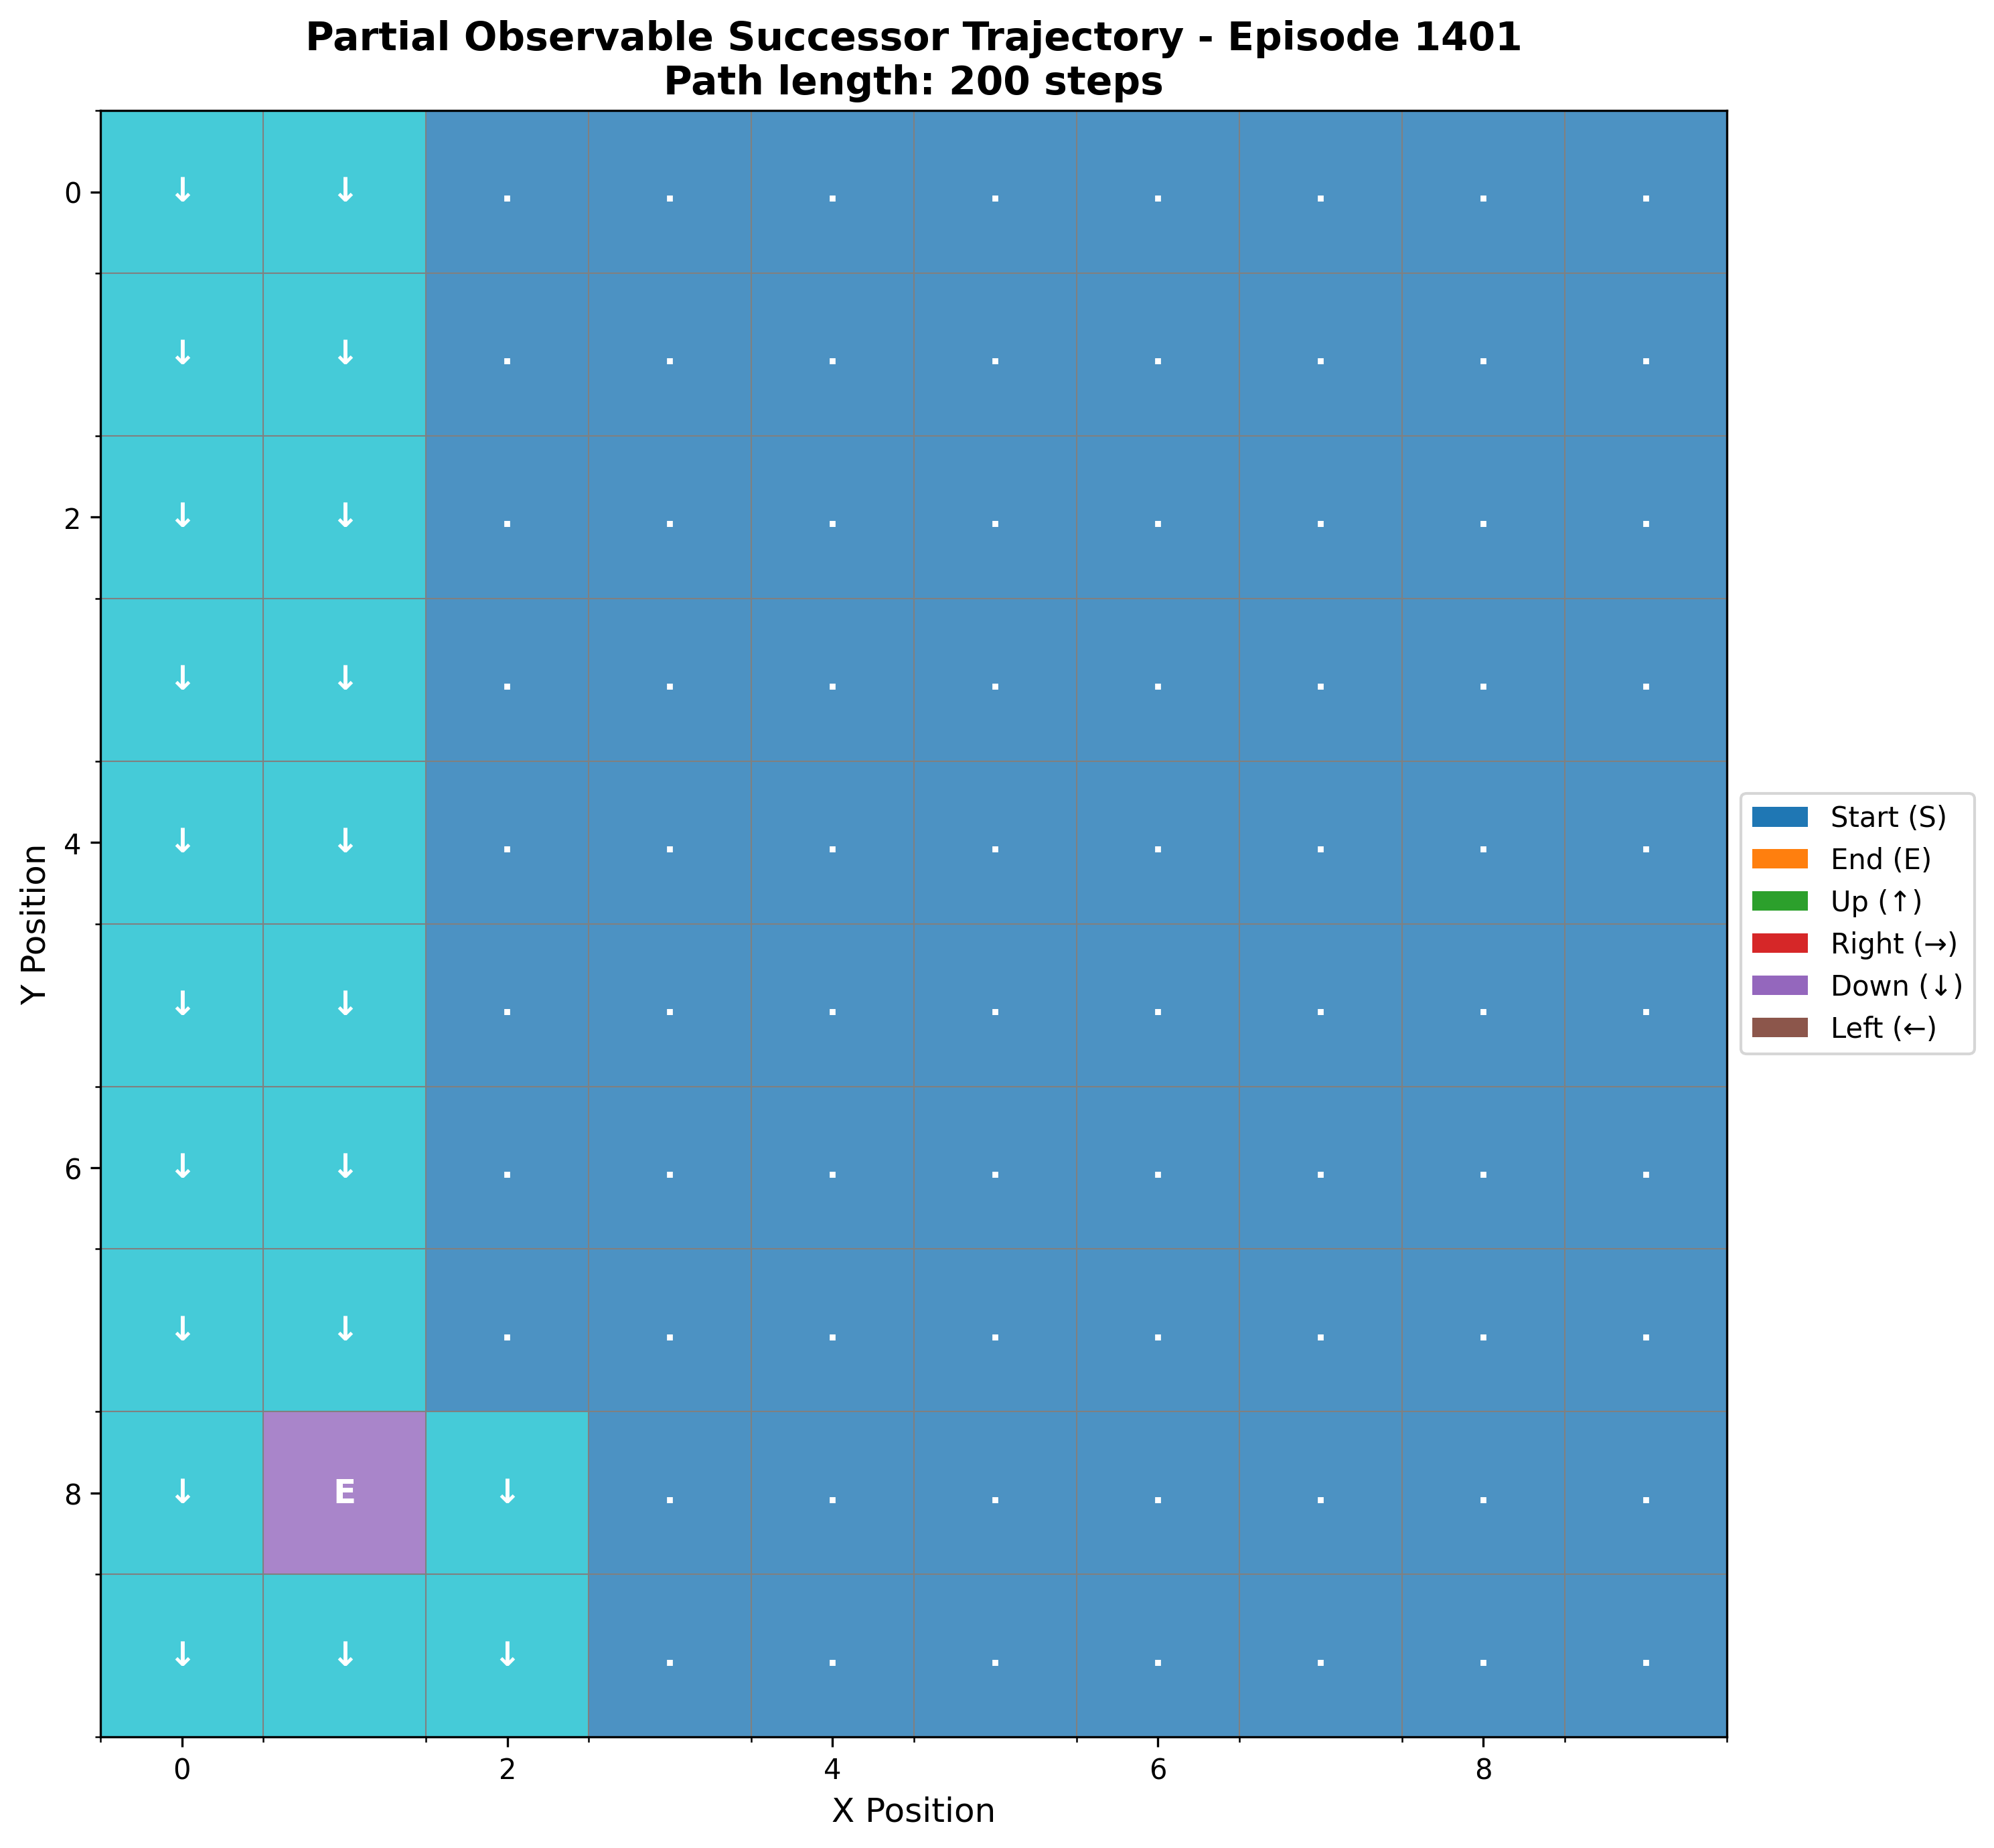 Partial Observable Successor Trajectory - Episode 1401
Path length: 200 steps
0 ↓ ↓ . . . . . . . .
↓ ↓ . . . . . . . .
2 ↓ ↓ . . . . . . . .
↓ ↓ . . . . . . . .
4 ↓ ↓ . . . . . . . .
↓ ↓ . . . . . . . .
6 ↓ ↓ . . . . . . . .
↓ ↓ . . . . . . . .
8 ↓ E ↓ . . . . . . .
↓ ↓ ↓ . . . . . . .
0 2 4 6 8
X Position
Y Position
Start (S)
End (E)
Up (↑)
Right (→)
Down (↓)
Left (←)